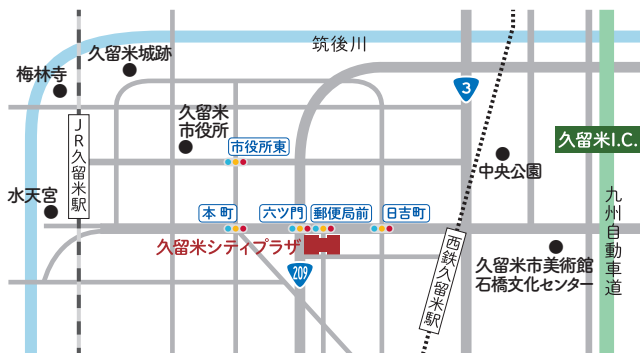 筑後川
久留米城跡
梅林寺
3
久留米
市役所
JR久留米駅
市役所東
久留米I.C.
中央公園
水天宮
本町
六ツ門
郵便局前
日吉町
九州自動車道
久留米シティプラザ
西鉄久留米駅
209
久留米市美術館
石橋文化センター